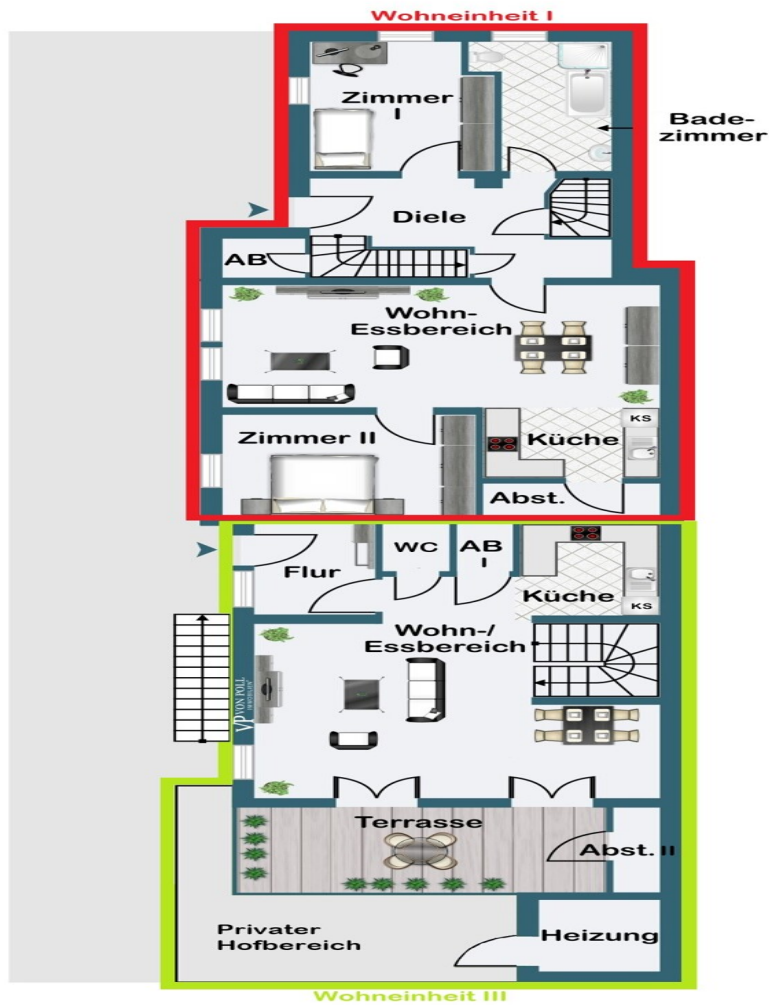 Wohneinheit I
Zimmer
I
Bade-
zimmer
Diele
AB
Wohn-
Essbereich
KS
Zimmer II
Küche
Abst.
WC
AB
I
Flur
Küche
KS
Wohn-/
Essbereich
VP VON POLL
IMMOBILIEN
Terrasse
Abst. II
Privater
Hofbereich
Heizung
Wohneinheit III